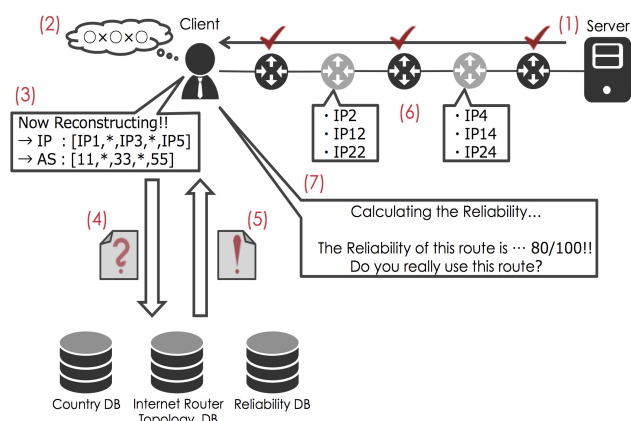 (2)
Client
(1)
Server
○×○×○
(3)
Now Reconstructing!!
→ IP : [IP1,*,IP3,*,IP5]
→ AS : [11,*,33,*,55]
・IP2
・IP12
・IP22
(6)
・IP4
・IP14
・IP24
(7)
Calculating the Reliability...
The Reliability of this route is ··· 80/100!!
Do you really use this route?
(4)
?
(5)
!
Country DB
Internet Router
Topology DB
Reliability DB